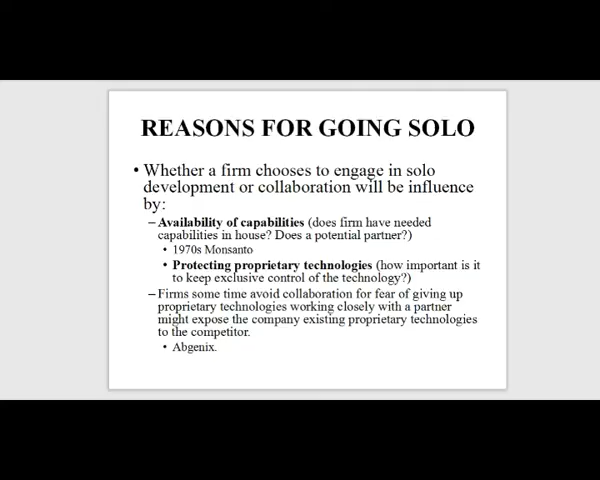 REASONS FOR GOING SOLO
• Whether a firm chooses to engage in solo
development or collaboration will be influence
by:
– Availability of capabilities (does firm have needed
capabilities in house? Does a potential partner?)
• 1970s Monsanto
• Protecting proprietary technologies (how important is it
to keep exclusive control of the technology?)
– Firms some time avoid collaboration for fear of giving up
proprietary technologies working closely with a partner
might expose the company existing proprietary technologies
to the competitor.
• Abgenix.